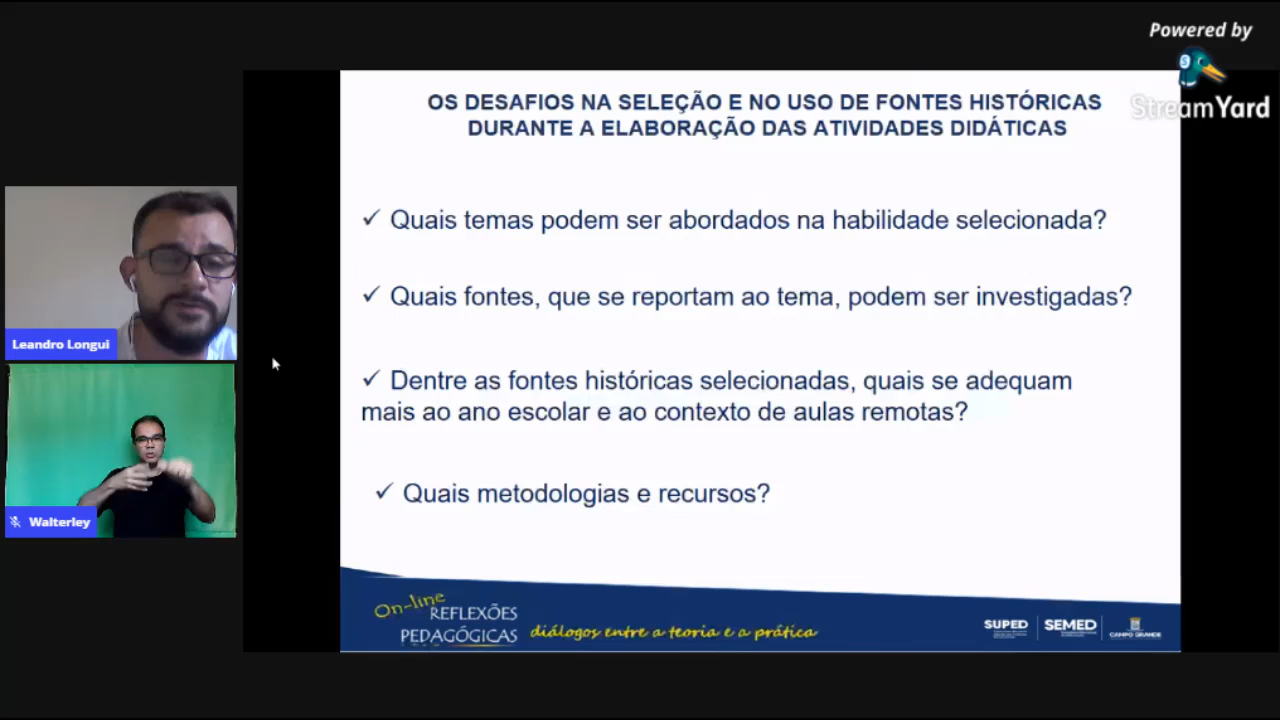 Powered by
StreamYard
OS DESAFIOS NA SELEÇÃO E NO USO DE FONTES HISTÓRICAS
DURANTE A ELABORAÇÃO DAS ATIVIDADES DIDÁTICAS
✓ Quais temas podem ser abordados na habilidade selecionada?
✓ Quais fontes, que se reportam ao tema, podem ser investigadas?
✓ Dentre as fontes históricas selecionadas, quais se adequam
mais ao ano escolar e ao contexto de aulas remotas?
✓ Quais metodologias e recursos?
Leandro Longui
Walterley
On-line
REFLEXÕES
PEDAGÓGICAS
diálogos entre a teoria e a prática
SUPED
SEMED
CAMPO GRANDE